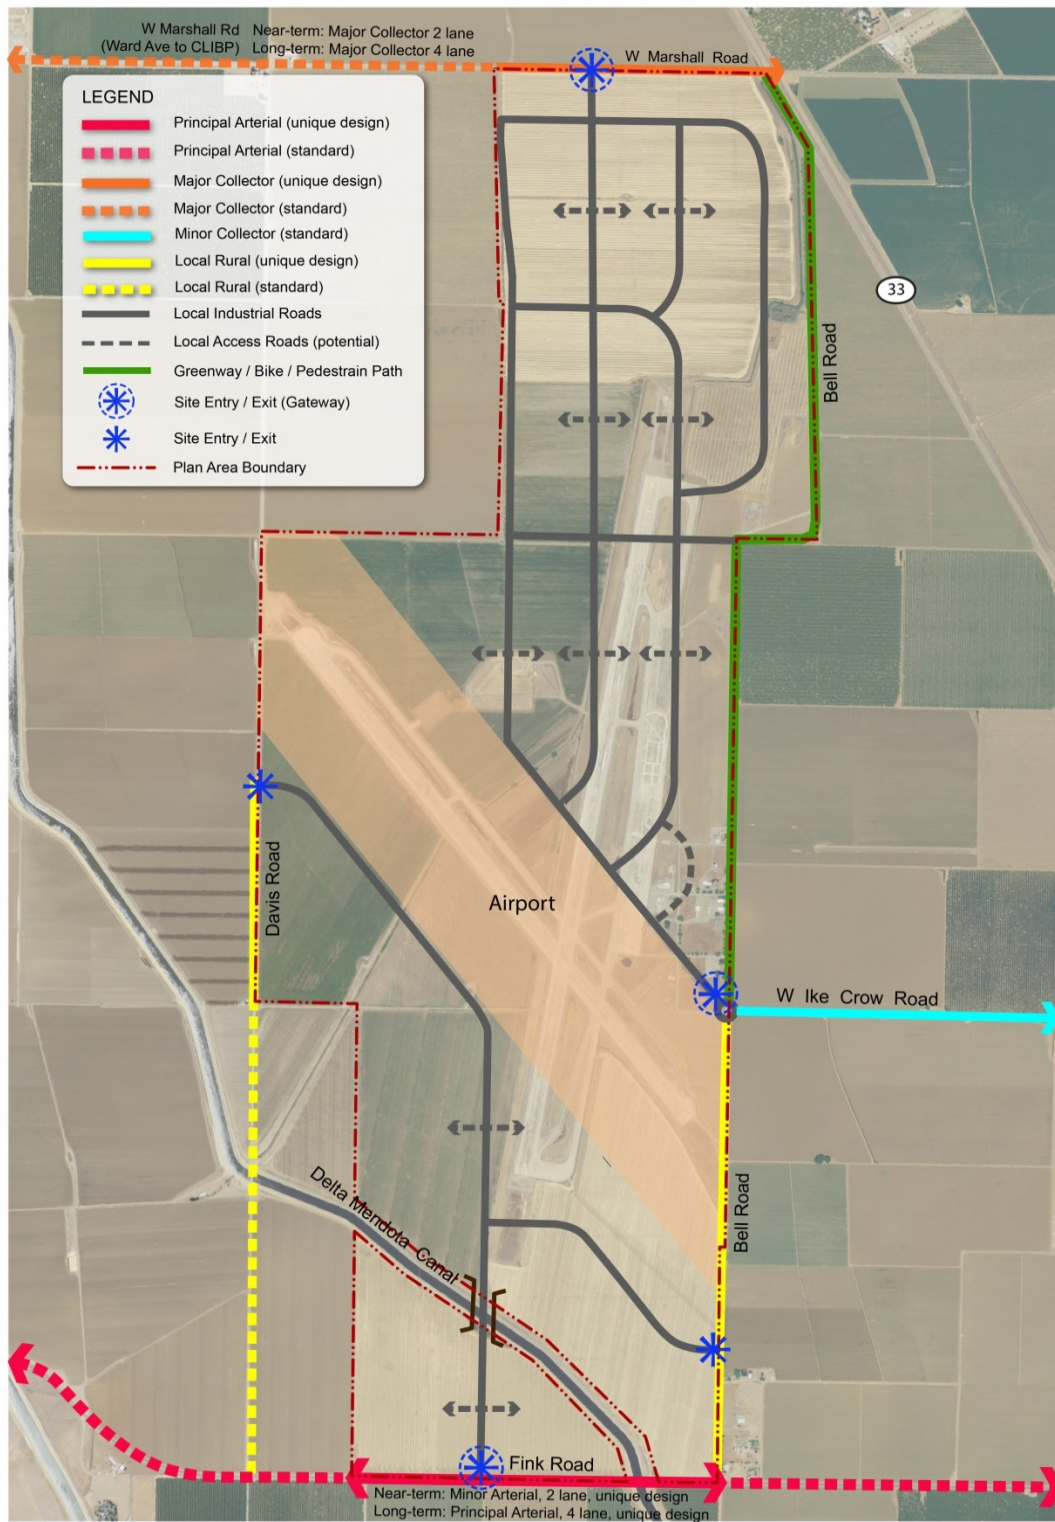 W Marshall Rd Near-term: Major Collector 2 lane
(Ward Ave to CLIBP) Long-term: Major Collector 4 lane
W Marshall Road
LEGEND
Principal Arterial (unique design)
Principal Arterial (standard)
Major Collector (unique design)
Major Collector (standard)
Minor Collector (standard)
Local Rural (unique design)
Local Rural (standard)
Local Industrial Roads
Local Access Roads (potential)
Greenway / Bike / Pedestrain Path
Site Entry / Exit (Gateway)
Site Entry / Exit
Plan Area Boundary
33
Bell Road
Davis Road
Airport
W Ike Crow Road
Delta Mendota Canal
Bell Road
Fink Road
Near-term: Minor Arterial, 2 lane, unique design
Long-term: Principal Arterial, 4 lane, unique design